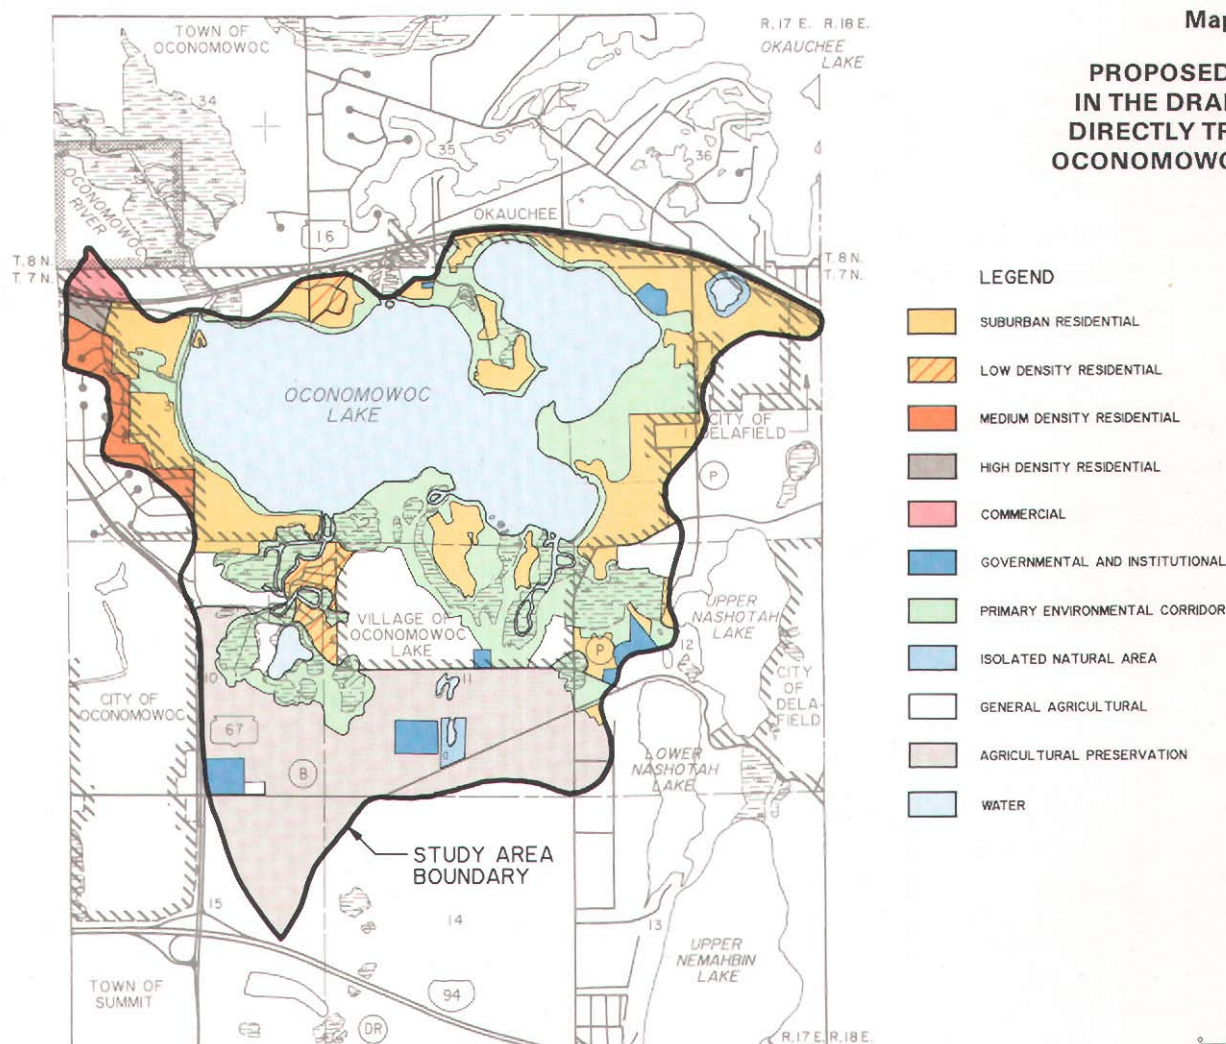 Map
PROPOSED
IN THE DRAI
DIRECTLY TR
OCONOMOWO
TOWN OF
OCONOMOWOC
R. 17 E. R. 18 E.
OKAUCHEE
LAKE
34
35
36
OCONOMOWOC
RIVER
16
OKAUCHEE
T. 8 N.
T. 7 N.
T. 8 N.
T. 7 N.
OCONOMOWOC
LAKE
3
2
1
CITY OF
DELAFIELD
P
VILLAGE OF
OCONOMOWOC
LAKE
P
UPPER
NASHOTAH
LAKE
12
10
11
CITY OF
OCONOMOWOC
67
B
CITY
OF
DELA-
FIELD
LOWER
NASHOTAH
LAKE
STUDY AREA
BOUNDARY
15
14
13
UPPER
NEMAHBIN
LAKE
TOWN OF
SUMMIT
94
DR
R. 17 E. R. 18 E.
LEGEND
SUBURBAN RESIDENTIAL
LOW DENSITY RESIDENTIAL
MEDIUM DENSITY RESIDENTIAL
HIGH DENSITY RESIDENTIAL
COMMERCIAL
GOVERNMENTAL AND INSTITUTIONAL
PRIMARY ENVIRONMENTAL CORRIDOR
ISOLATED NATURAL AREA
GENERAL AGRICULTURAL
AGRICULTURAL PRESERVATION
WATER